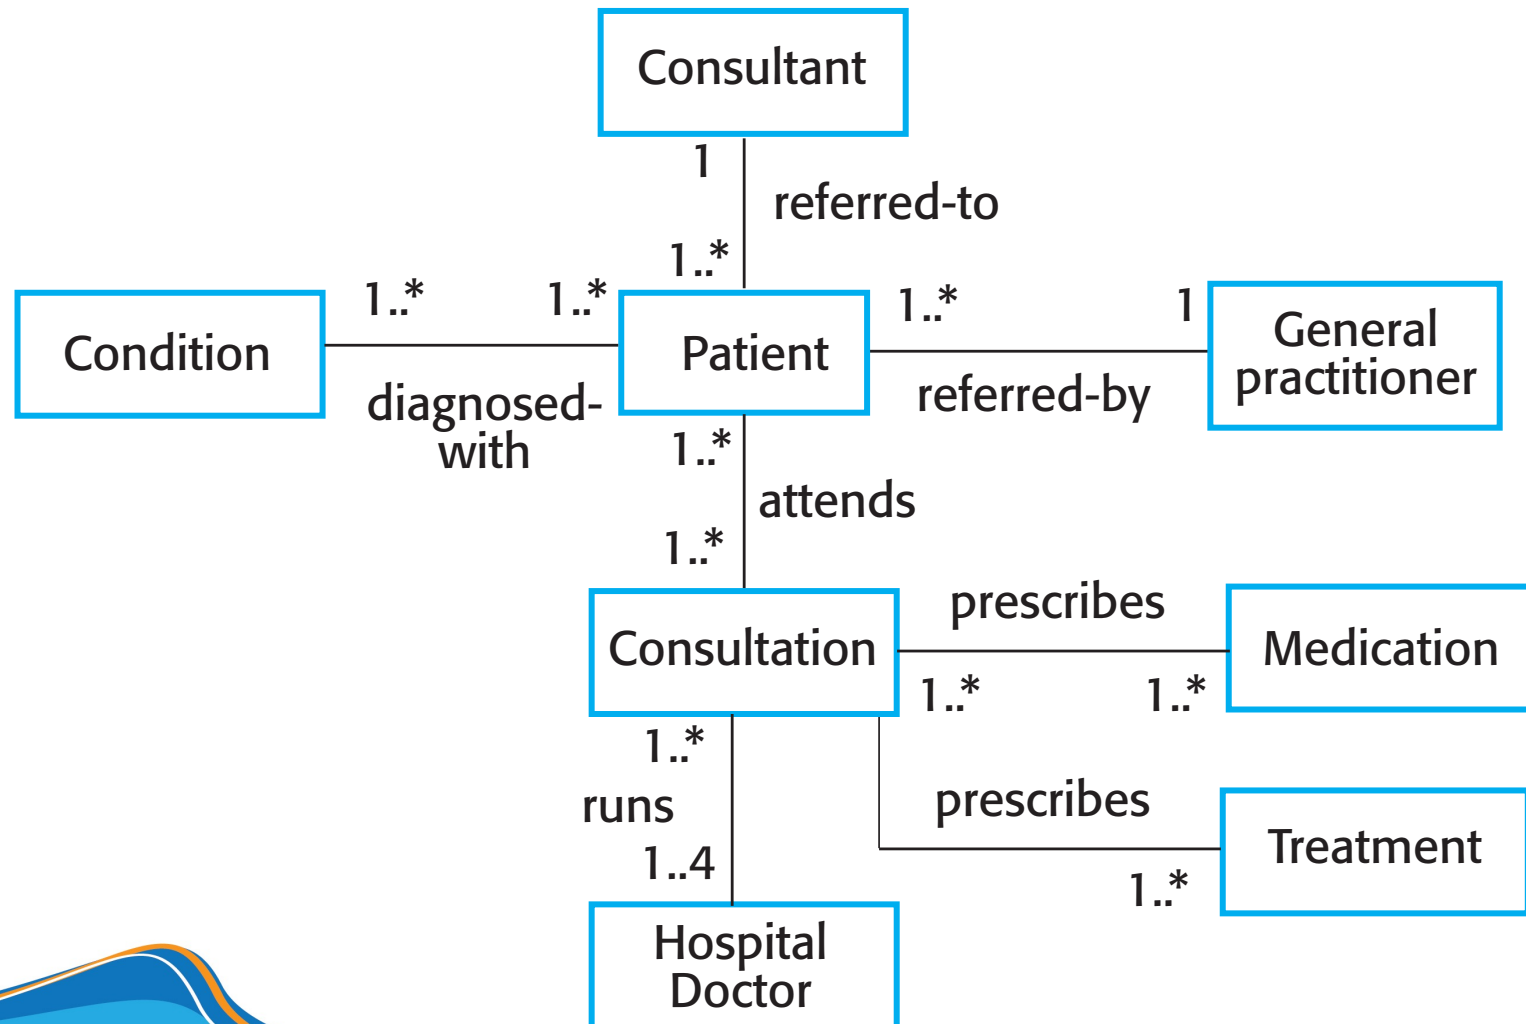 Consultant
1
referred-to
1..*
1..*
1..*
1..*
1
Condition
Patient
General
practitioner
diagnosed-
with
referred-by
1..*
attends
1..*
prescribes
Consultation
Medication
1..*
1..*
1..*
runs
prescribes
1..4
Treatment
1..*
Hospital
Doctor